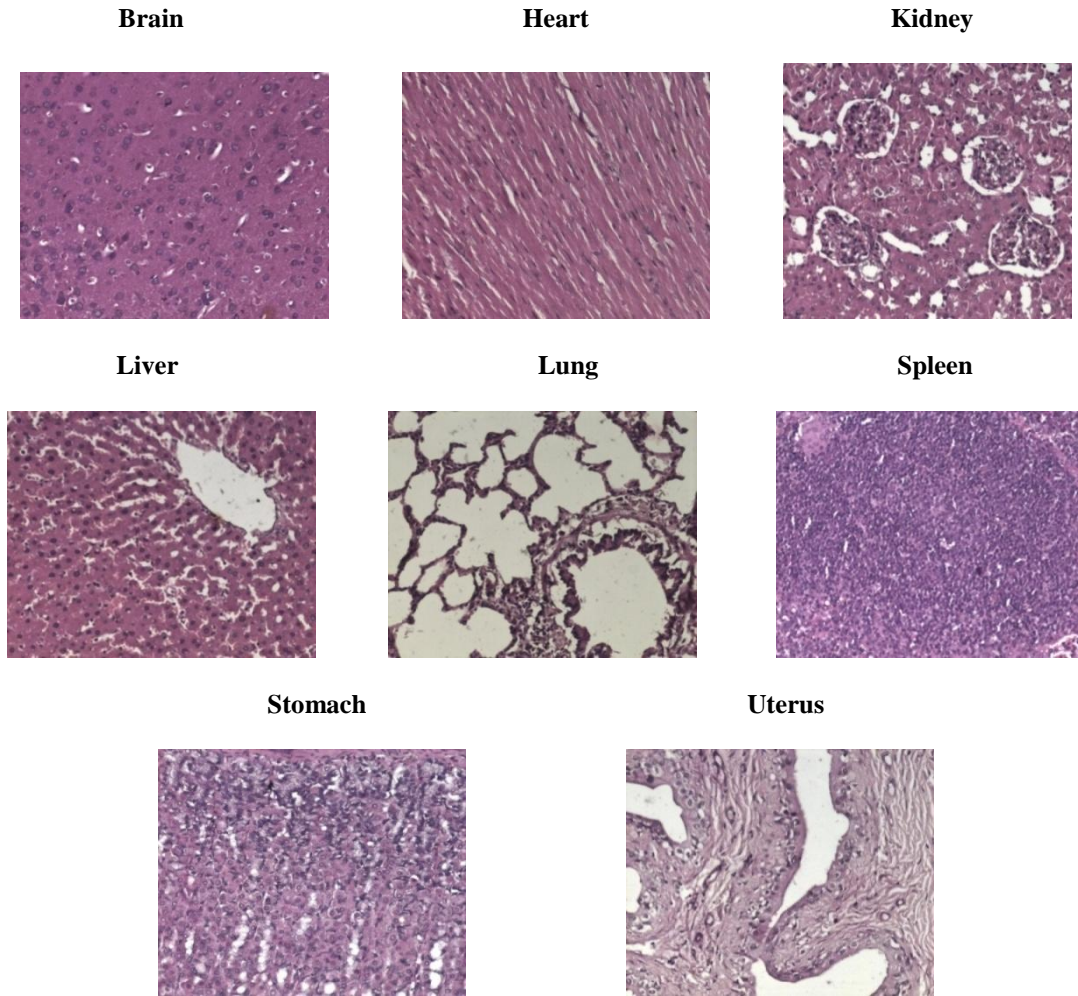 Brain
Heart
Kidney
Liver
Lung
Spleen
Stomach
Uterus